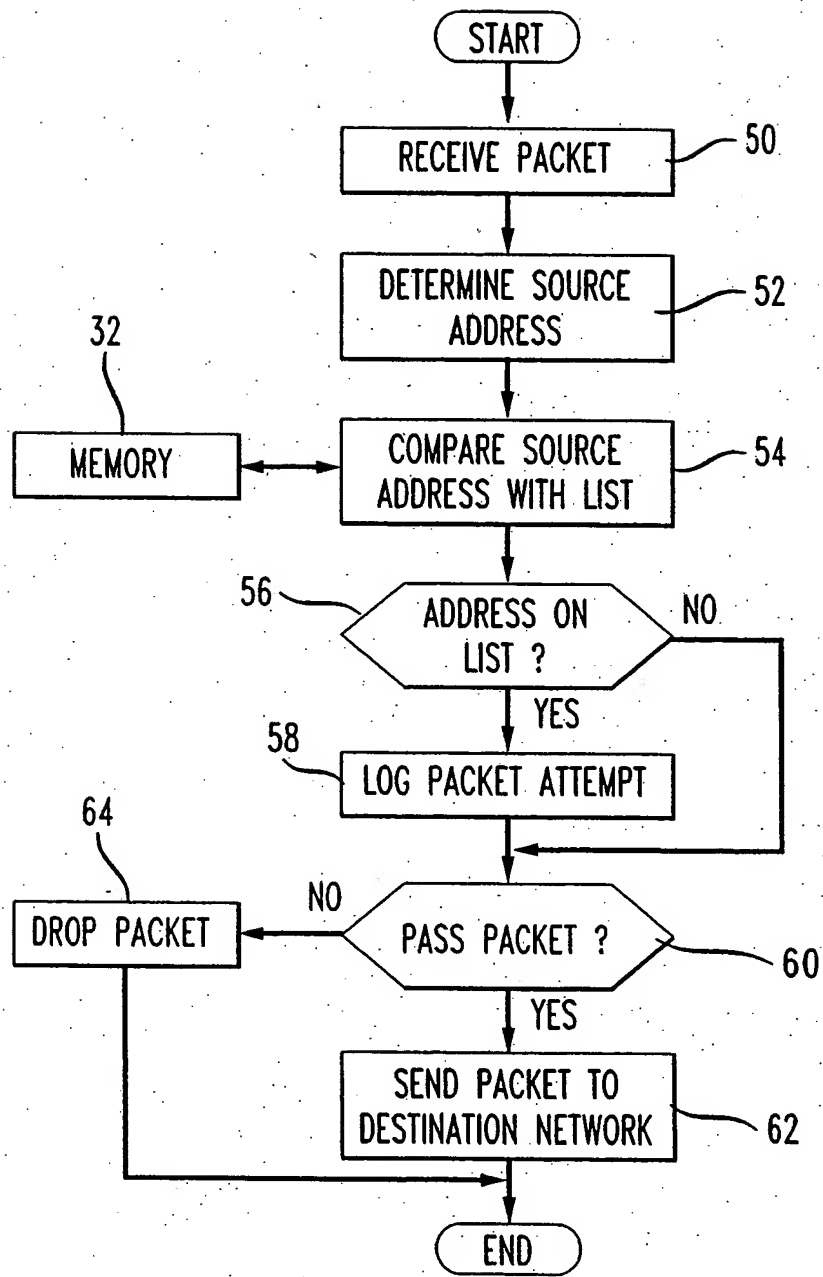 START
RECEIVE PACKET
50
DETERMINE SOURCE
ADDRESS
52
32
MEMORY
COMPARE SOURCE
ADDRESS WITH LIST
54
56
ADDRESS ON
LIST ?
NO
YES
58
LOG PACKET ATTEMPT
64
DROP PACKET
NO
PASS PACKET ?
60
YES
SEND PACKET TO
DESTINATION NETWORK
62
END